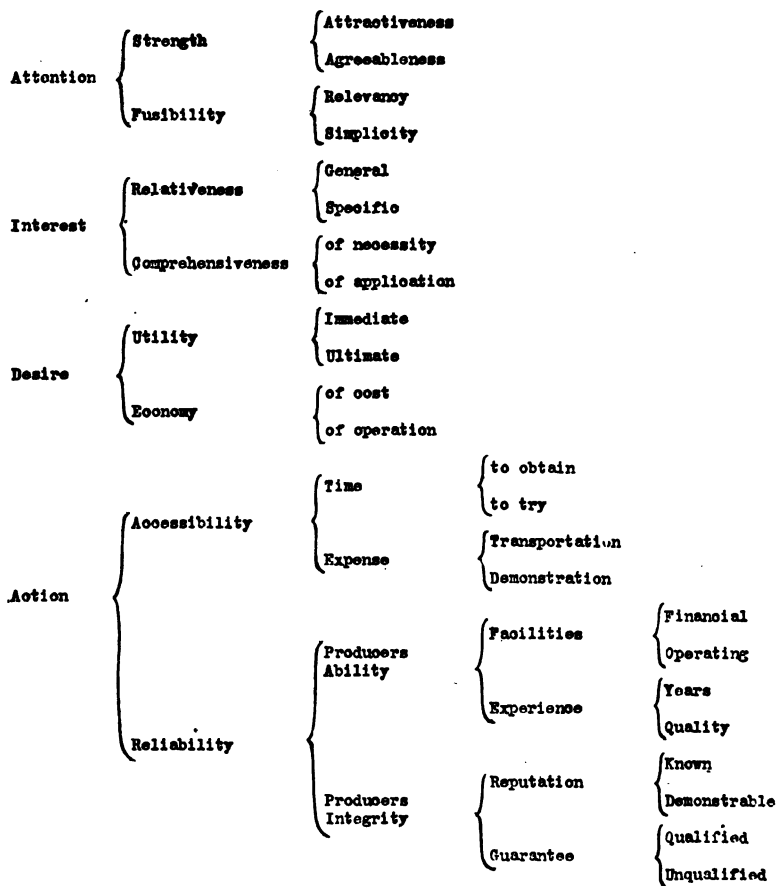 Attention
Strength
Attractiveness
Agreeableness
Fusibility
Relevancy
Simplicity
Interest
Relativeness
General
Specific
Comprehensiveness
of necessity
of application
Desire
Utility
Immediate
Ultimate
Economy
of cost
of operation
Action
Accessibility
Time
to obtain
to try
Expense
Transportation
Demonstration
Reliability
Producers
Ability
Facilities
Financial
Operating
Experience
Years
Quality
Producers
Integrity
Reputation
Known
Demonstrable
Guarantee
Qualified
Unqualified